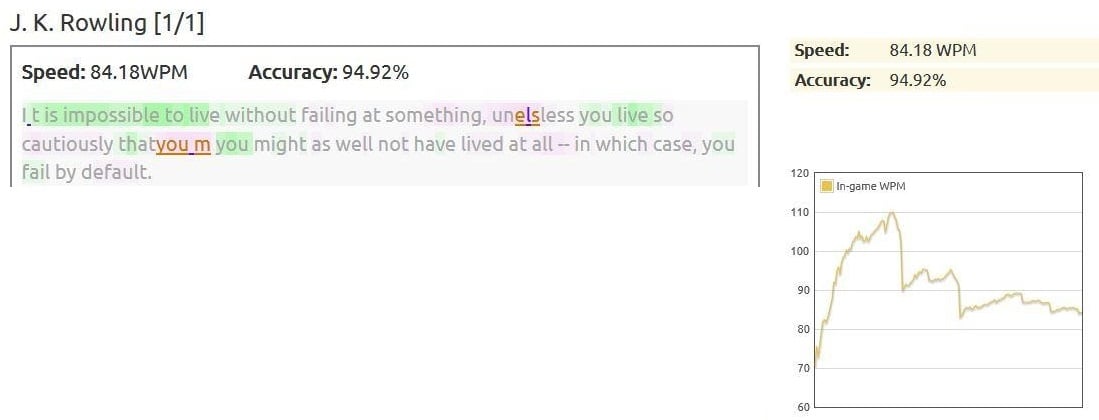 J. K. Rowling [1/1]
Speed: 84.18WPM Accuracy: 94.92%
I t is impossible to live without failing at something, unelsless you live so
cautiously thatyou m you might as well not have lived at all -- in which case, you
fail by default.
Speed: 84.18 WPM
Accuracy: 94.92%
In-game WPM
120
110
100
90
80
70
60